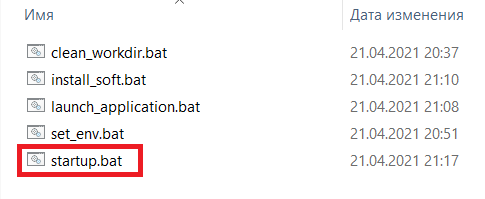 Имя Дата изменения
clean_workdir.bat 21.04.2021 20:37
install_soft.bat 21.04.2021 21:10
launch_application.bat 21.04.2021 21:08
set_env.bat 21.04.2021 20:51
startup.bat 21.04.2021 21:17